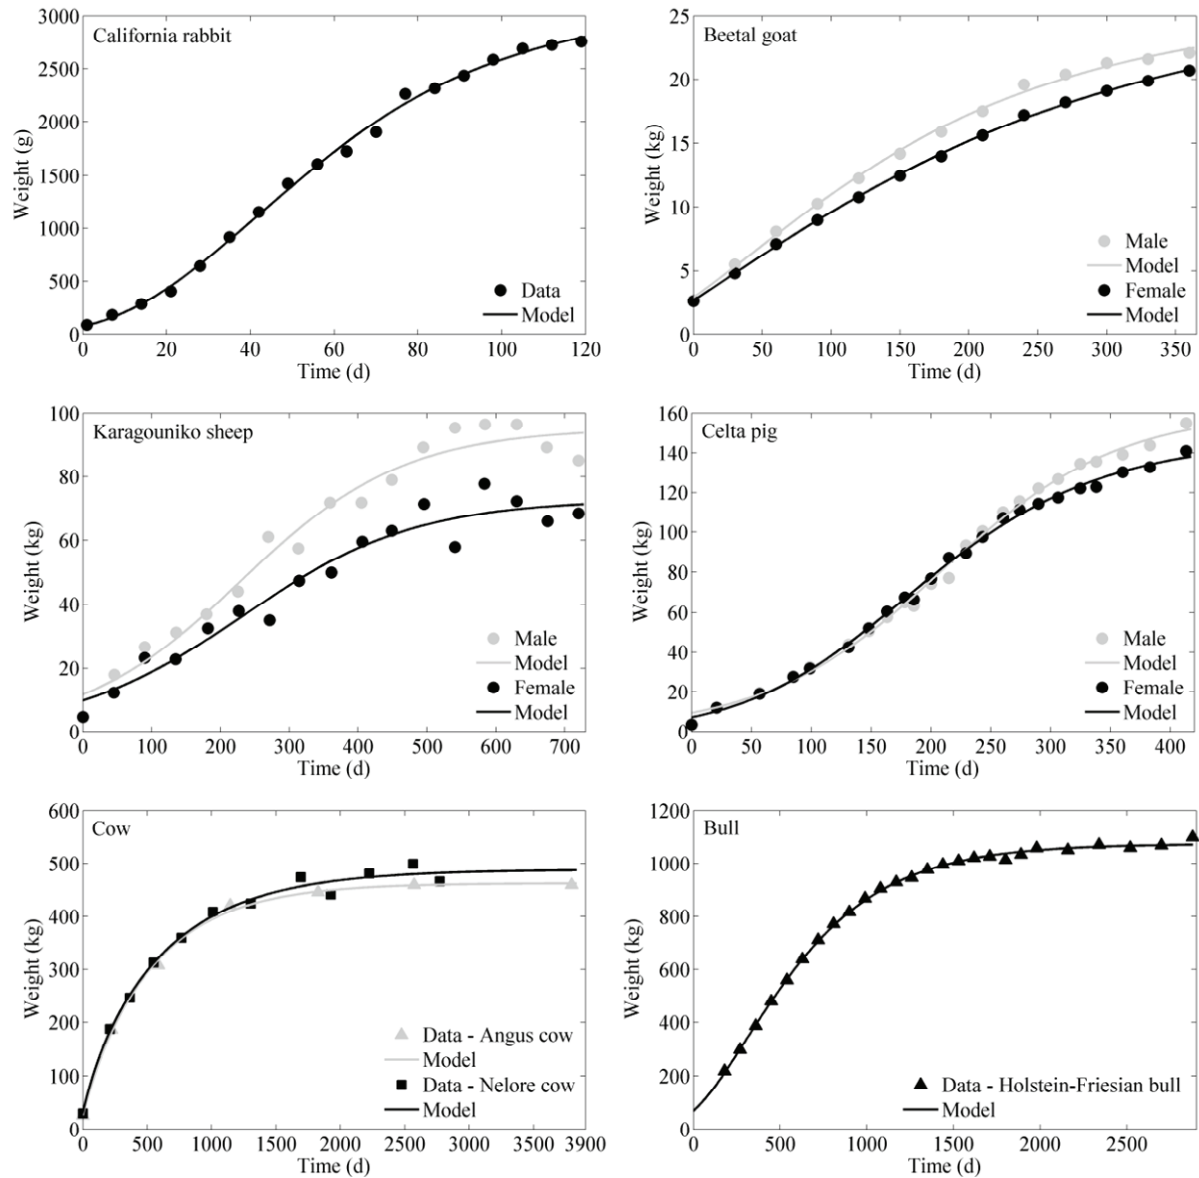 California rabbit
Weight (g)
3000
2500
2000
1500
1000
500
0
Data
Model
0 20 40 60 80 100 120
Time (d)
Beetal goat
Weight (kg)
25
20
15
10
5
0
Male
Model
Female
Model
0 50 100 150 200 250 300 350
Time (d)
Karagouniko sheep
Weight (kg)
100
80
60
40
20
0
Male
Model
Female
Model
0 100 200 300 400 500 600 700
Time (d)
Celta pig
Weight (kg)
160
140
120
100
80
60
40
20
0
Male
Model
Female
Model
0 50 100 150 200 250 300 350 400
Time (d)
Cow
Weight (kg)
600
500
400
300
200
100
0
Data - Angus cow
Model
Data - Nelore cow
Model
0 500 1000 1500 2000 2500 3000 3900
Time (d)
Bull
Weight (kg)
1200
1000
800
600
400
200
0
Data - Holstein-Friesian bull
Model
0 500 1000 1500 2000 2500
Time (d)